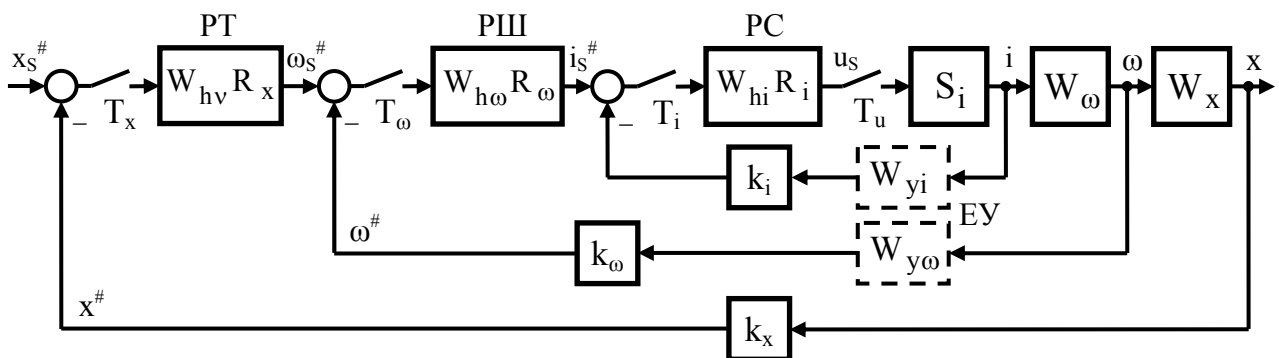 РТ РШ РС
x_S^# W_hν R_x ω_S^# W_hω R_ω i_S^# W_hi R_i u_S S_i i W_ω ω W_x x
T_x T_ω T_i T_u
– – –
k_i W_yi
ЕУ
ω^# k_ω W_yω
x^# k_x